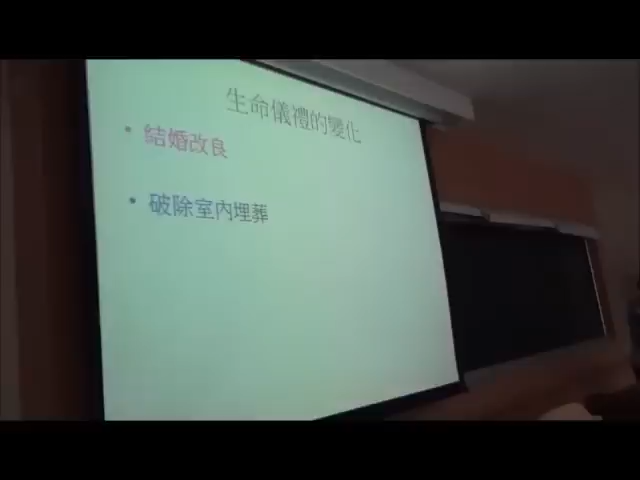 生命儀禮的變化
• 結婚改良
• 破除室內埋葬